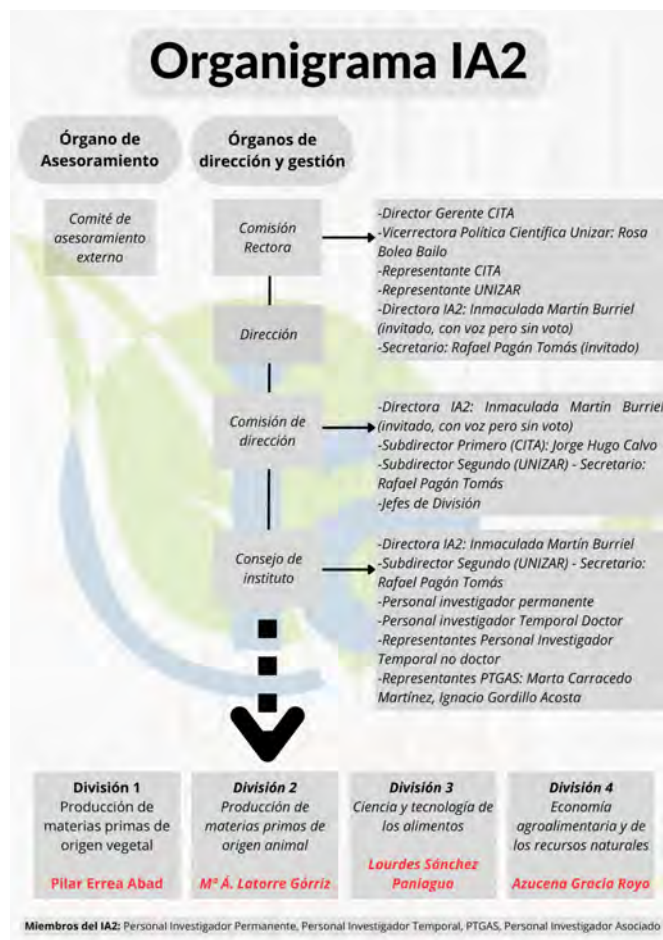 Organigrama IA2
Órgano de
Asesoramiento
Órganos de
dirección y gestión
Comité de
asesoramiento
externo
Comisión
Rectora
-Director Gerente CITA
-Vicerrectora Política Científica Unizar: Rosa
Bolea Bailo
-Representante CITA
-Representante UNIZAR
-Directora IA2: Inmaculada Martín Burriel
(invitado, con voz pero sin voto)
-Secretario: Rafael Pagán Tomás (invitado)
Dirección
Comisión de
dirección
-Directora IA2: Inmaculada Martín Burriel
(invitado, con voz pero sin voto)
-Subdirector Primero (CITA): Jorge Hugo Calvo
-Subdirector Segundo (UNIZAR) - Secretario:
Rafael Pagán Tomás
-Jefes de División
Consejo de
instituto
-Directora IA2: Inmaculada Martín Burriel
-Subdirector Segundo (UNIZAR) - Secretario:
Rafael Pagán Tomás
-Personal investigador permanente
-Personal investigador Temporal Doctor
-Representantes Personal Investigador
Temporal no doctor
-Representantes PTGAS: Marta Carracedo
Martínez, Ignacio Gordillo Acosta
División 1
Producción de
materias primas de
origen vegetal
Pilar Errea Abad
División 2
Producción de
materias primas de
origen animal
Mª Á. Latorre Górriz
División 3
Ciencia y tecnología de
los alimentos
Lourdes Sánchez
Paniagua
División 4
Economía
agroalimentaria y de
los recursos naturales
Azucena Gracia Royo
Miembros del IA2: Personal Investigador Permanente, Personal Investigador Temporal, PTGAS, Personal Investigador Asociado